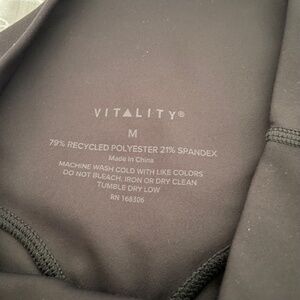 VITALITY®
M
79% RECYCLED POLYESTER 21% SPANDEX
Made in China
MACHINE WASH COLD WITH LIKE COLORS
DO NOT BLEACH, IRON OR DRY CLEAN
TUMBLE DRY LOW
RN 168306